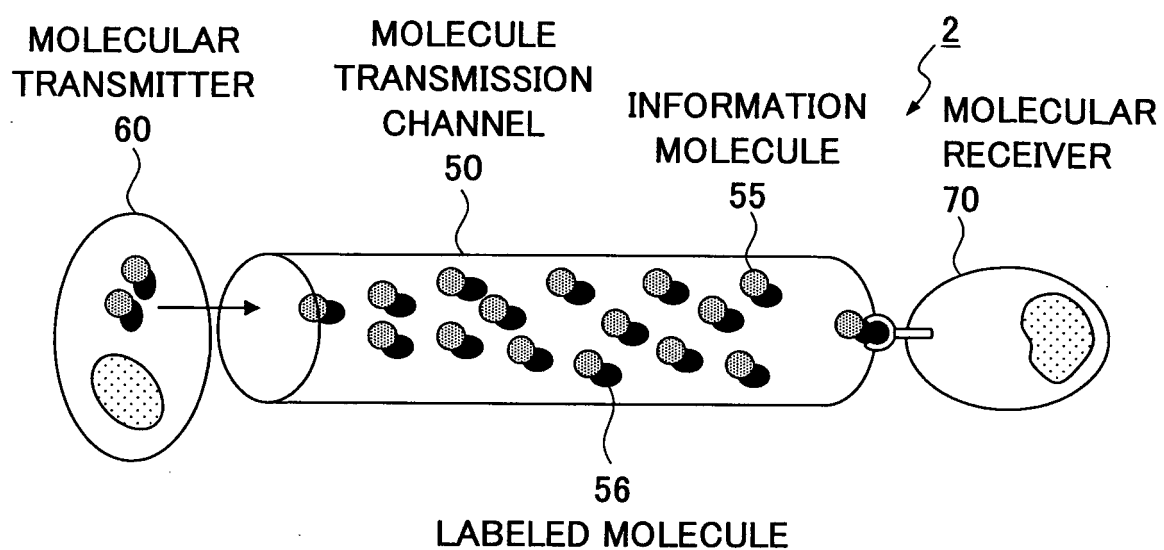 MOLECULAR
TRANSMITTER
60
MOLECULE
TRANSMISSION
CHANNEL
50
INFORMATION
MOLECULE
55
2
MOLECULAR
RECEIVER
70
56
LABELED MOLECULE